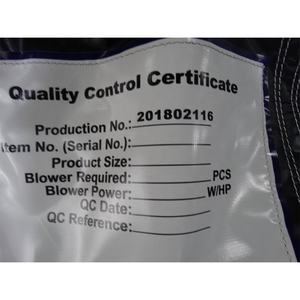 Quality Control Certificate
Production No.: 201802116
Item No. (Serial No.):
Product Size:
Blower Required: PCS
Blower Power: W/HP
QC Date:
QC Reference: